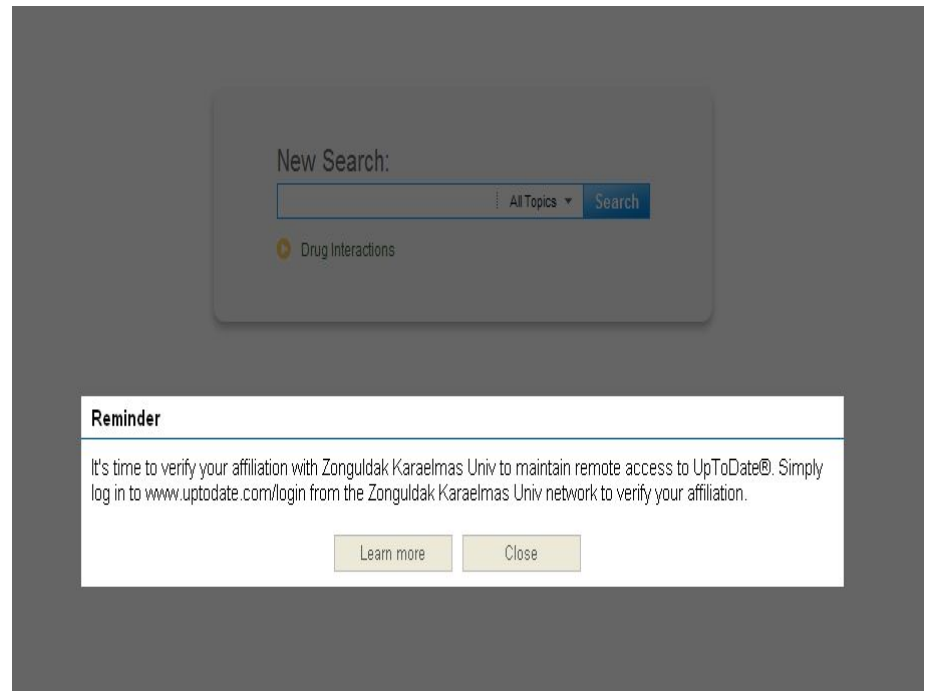 New Search:
All Topics
Search
Drug Interactions
Reminder
It's time to verify your affiliation with Zonguldak Karaelmas Univ to maintain remote access to UpToDate®. Simply
log in to www.uptodate.com/login from the Zonguldak Karaelmas Univ network to verify your affiliation.
Learn more
Close